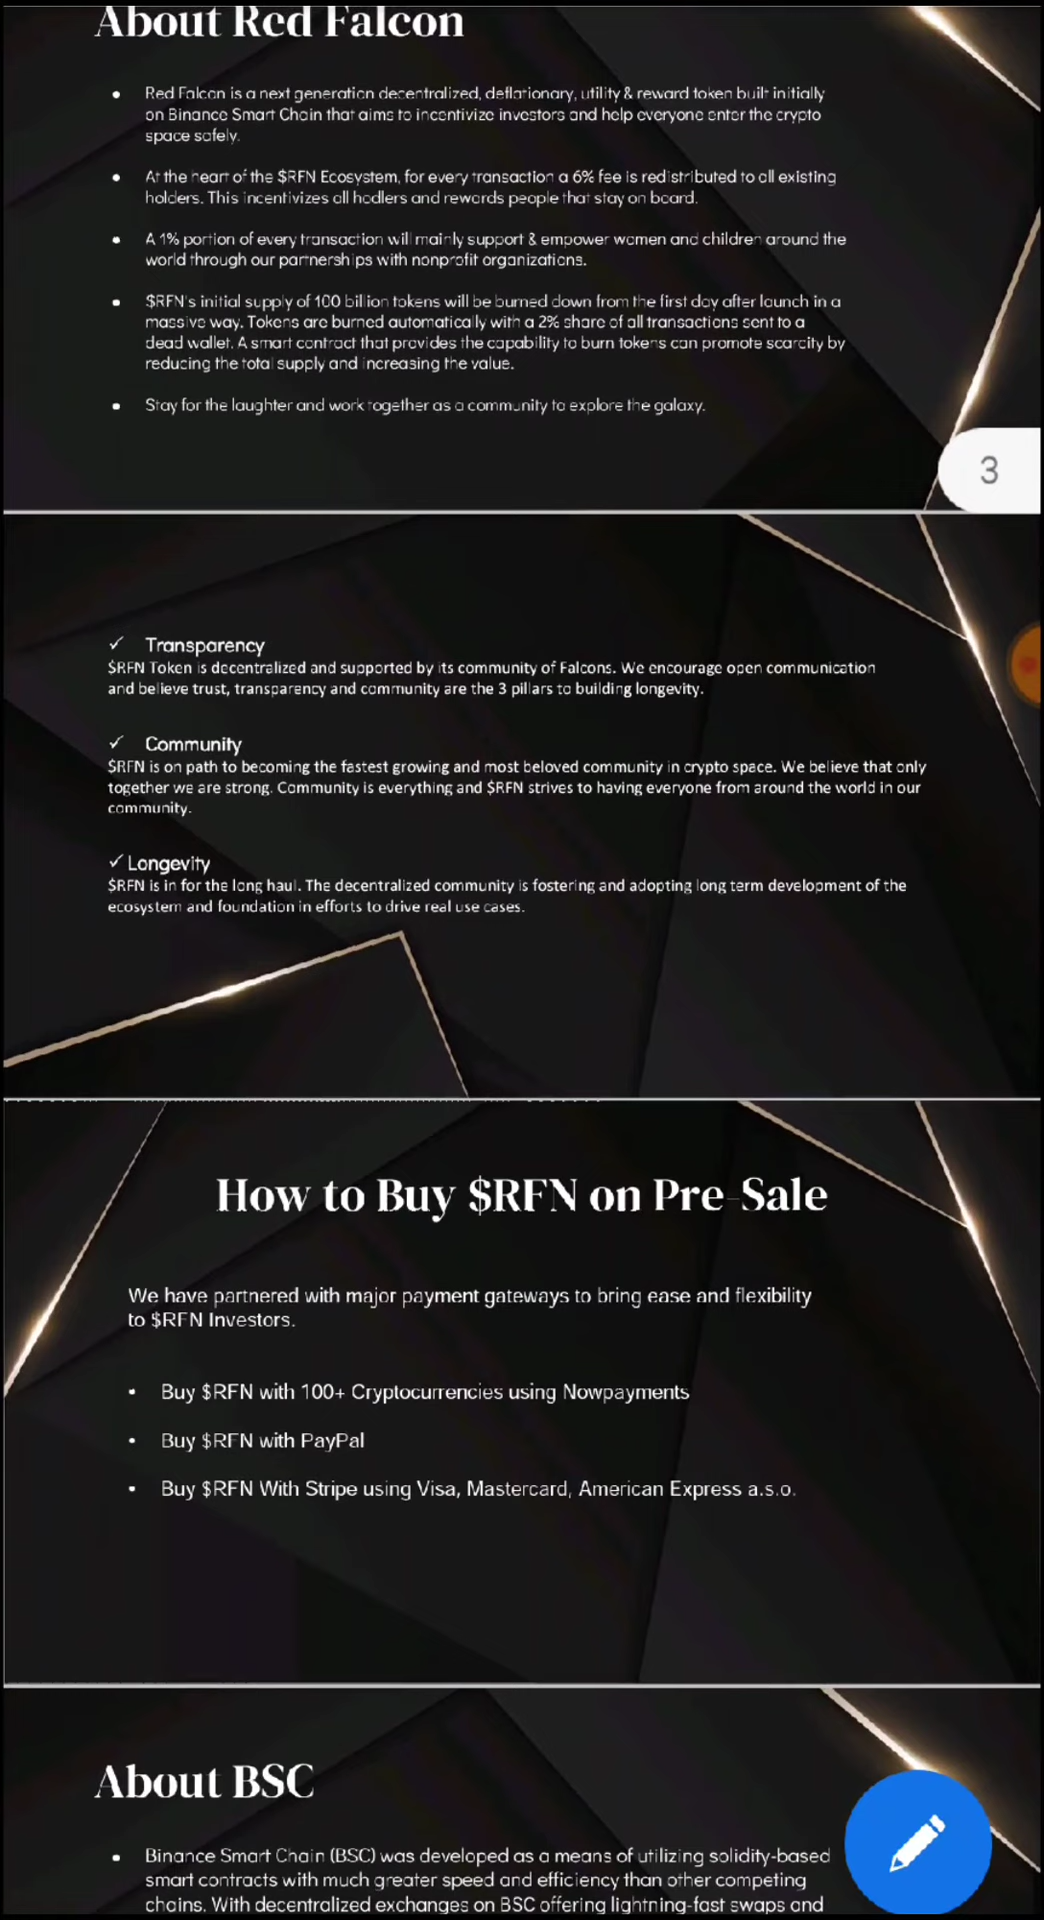 About Red Falcon
• Red Falcon is a next generation decentralized, deflationary, utility & reward token built initially
on Binance Smart Chain that aims to incentivize investors and help everyone enter the crypto
space safely.
• At the heart of the $RFN Ecosystem, for every transaction a 6% fee is redistributed to all existing
holders. This incentivizes all hodlers and rewards people that stay on board.
• A 1% portion of every transaction will mainly support & empower women and children around the
world through our partnerships with nonprofit organizations.
• $RFN's initial supply of 100 billion tokens will be burned down from the first day after launch in a
massive way. Tokens are burned automatically with a 2% share of all transactions sent to a
dead wallet. A smart contract that provides the capability to burn tokens can promote scarcity by
reducing the total supply and increasing the value.
• Stay for the laughter and work together as a community to explore the galaxy.
3
✓ Transparency
$RFN Token is decentralized and supported by its community of Falcons. We encourage open communication
and believe trust, transparency and community are the 3 pillars to building longevity.
✓ Community
$RFN is on path to becoming the fastest growing and most beloved community in crypto space. We believe that only
together we are strong. Community is everything and $RFN strives to having everyone from around the world in our
community.
✓ Longevity
$RFN is in for the long haul. The decentralized community is fostering and adopting long term development of the
ecosystem and foundation in efforts to drive real use cases.
How to Buy $RFN on Pre-Sale
We have partnered with major payment gateways to bring ease and flexibility
to $RFN Investors.
• Buy $RFN with 100+ Cryptocurrencies using Nowpayments
• Buy $RFN with PayPal
• Buy $RFN With Stripe using Visa, Mastercard, American Express a.s.o.
About BSC
• Binance Smart Chain (BSC) was developed as a means of utilizing solidity-based
smart contracts with much greater speed and efficiency than other competing
chains. With decentralized exchanges on BSC offering lightning-fast swaps and